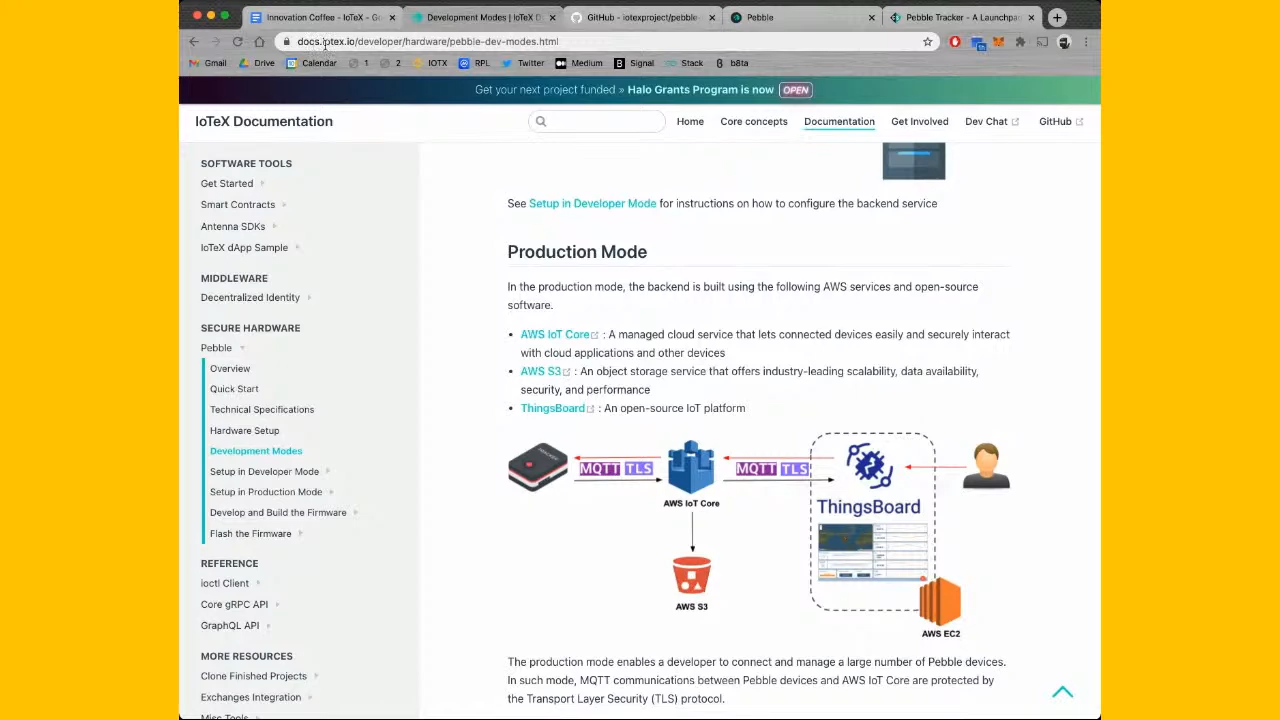 Innovation Coffee - IoTeX - G
Development Modes | IoTeX D
GitHub - iotexproject/pebble-
Pebble
Pebble Tracker - A Launchpa
docs.iotex.io/developer/hardware/pebble-dev-modes.html
Gmail
Drive
Calendar
1
2
IOTX
RPL
Twitter
Medium
Signal
Stack
b8ta
Get your next project funded » Halo Grants Program is now OPEN
IoTeX Documentation
Home
Core concepts
Documentation
Get Involved
Dev Chat
GitHub
SOFTWARE TOOLS
Get Started
Smart Contracts
Antenna SDKs
IoTeX dApp Sample
MIDDLEWARE
Decentralized Identity
SECURE HARDWARE
Pebble
Overview
Quick Start
Technical Specifications
Hardware Setup
Development Modes
Setup in Developer Mode
Setup in Production Mode
Develop and Build the Firmware
Flash the Firmware
REFERENCE
ioctl Client
Core gRPC API
GraphQL API
MORE RESOURCES
Clone Finished Projects
Exchanges Integration
Misc Tools
See Setup in Developer Mode for instructions on how to configure the backend service
Production Mode
In the production mode, the backend is built using the following AWS services and open-source
software.
• AWS IoT Core : A managed cloud service that lets connected devices easily and securely interact
with cloud applications and other devices
• AWS S3 : An object storage service that offers industry-leading scalability, data availability,
security, and performance
• ThingsBoard : An open-source IoT platform
MQTT TLS
MQTT TLS
AWS IoT Core
ThingsBoard
AWS S3
AWS EC2
The production mode enables a developer to connect and manage a large number of Pebble devices.
In such mode, MQTT communications between Pebble devices and AWS IoT Core are protected by
the Transport Layer Security (TLS) protocol.